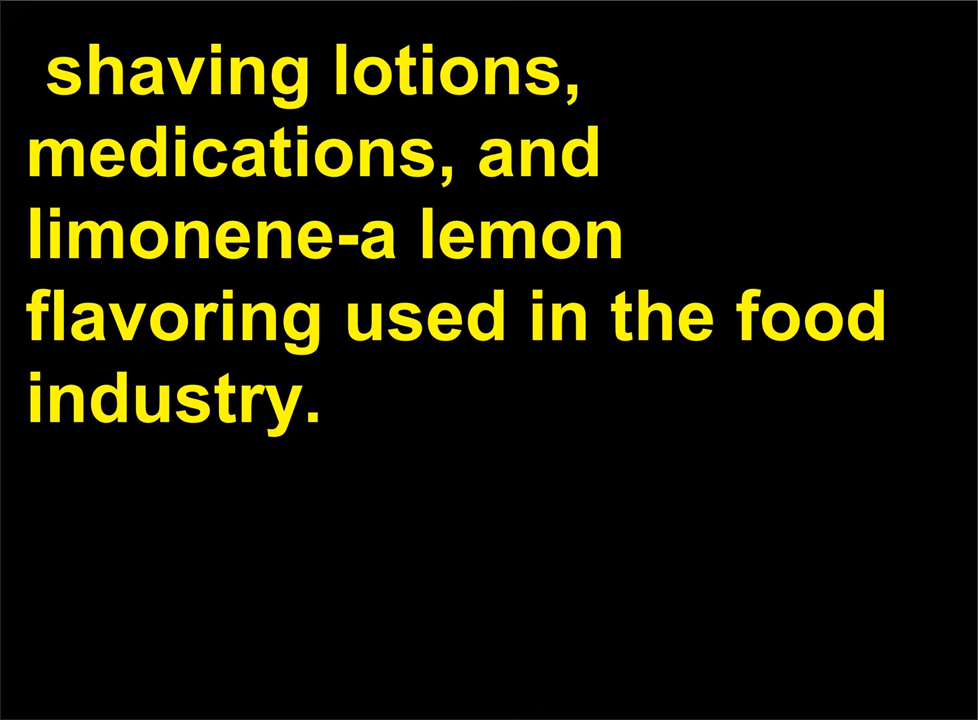 shaving lotions,
medications, and
limonene-a lemon
flavoring used in the food
industry.